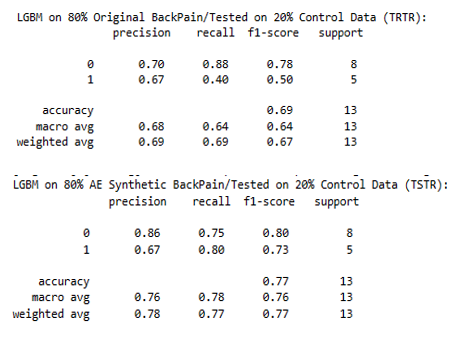 LGBM on 80% Original BackPain/Tested on 20% Control Data (TRTR):
precision recall f1-score support
0 0.70 0.88 0.78 8
1 0.67 0.40 0.50 5
accuracy 0.69 13
macro avg 0.68 0.64 0.64 13
weighted avg 0.69 0.69 0.67 13
LGBM on 80% AE Synthetic BackPain/Tested on 20% Control Data (TSTR):
precision recall f1-score support
0 0.86 0.75 0.80 8
1 0.67 0.80 0.73 5
accuracy 0.77 13
macro avg 0.76 0.78 0.76 13
weighted avg 0.78 0.77 0.77 13